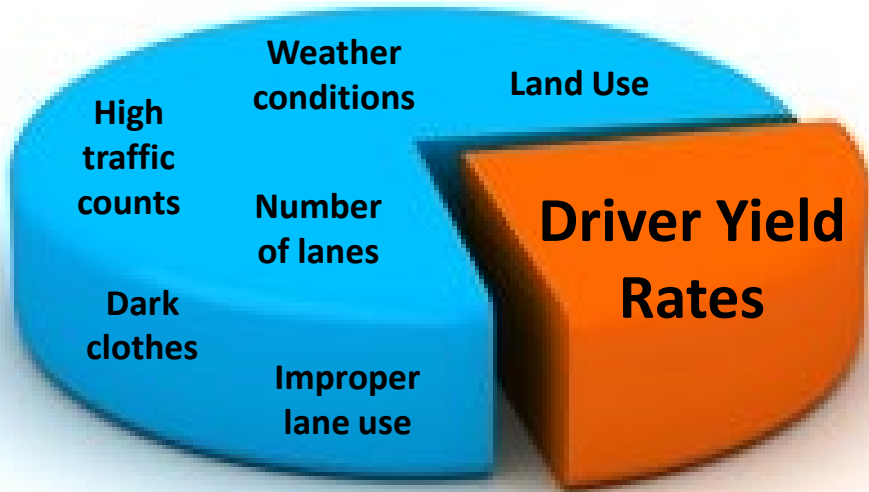 Weather
conditions
Land Use
High
traffic
counts
Number
of lanes
Driver Yield
Rates
Dark
clothes
Improper
lane use